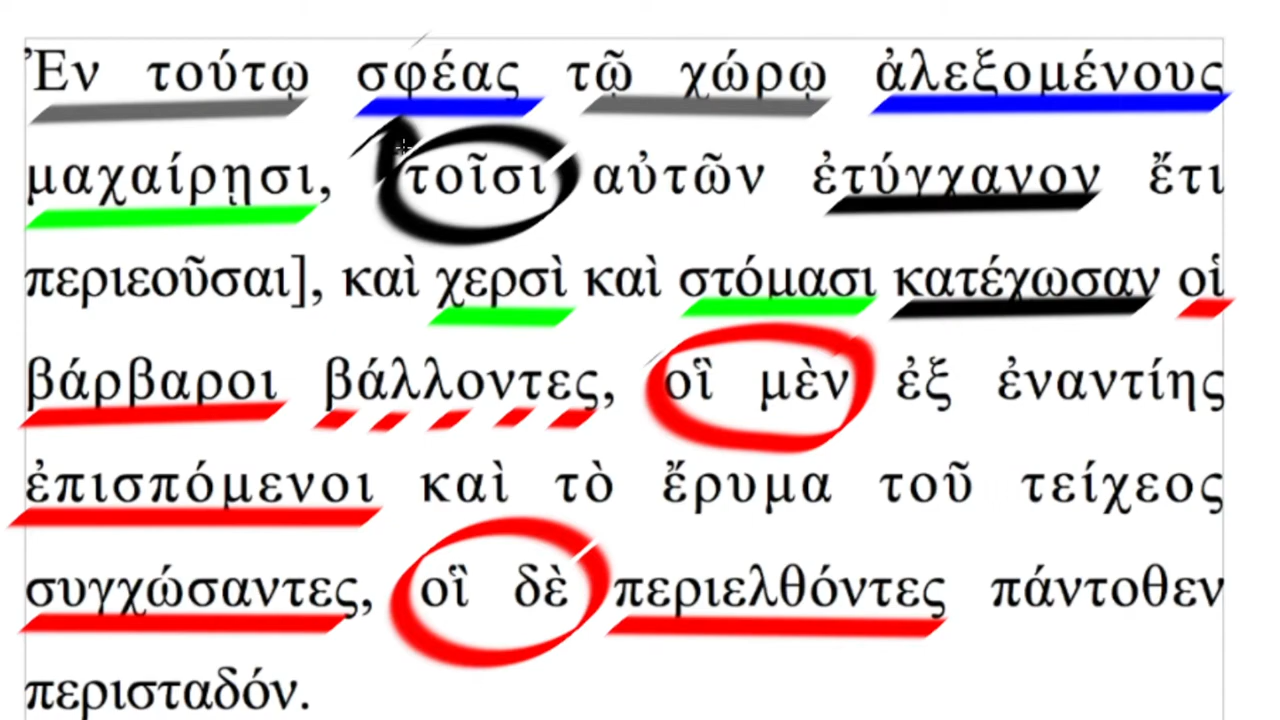 Ἐν τούτῳ σφέας τῷ χώρῳ ἀλεξομένους
μαχαίρῃσι, τοῖσι αὐτῶν ἐτύγχανον ἔτι
περιεοῦσαι], καὶ χερσὶ καὶ στόμασι κατέχωσαν οἱ
βάρβαροι βάλλοντες, οἳ μὲν ἐξ ἐναντίης
ἐπισπόμενοι καὶ τὸ ἔρυμα τοῦ τείχεος
συγχώσαντες, οἳ δὲ περιελθόντες πάντοθεν
περισταδόν.